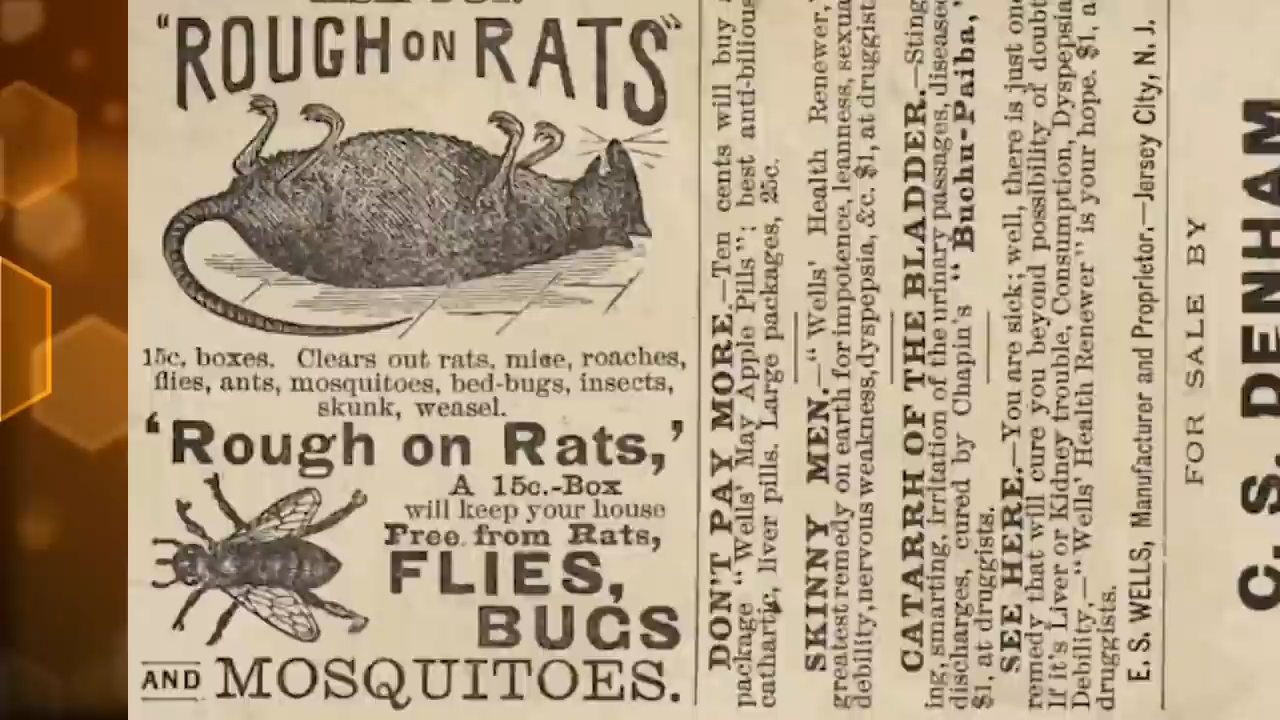 "ROUGH ON RATS"
15c. boxes. Clears out rats, mice, roaches,
flies, ants, mosquitoes, bed-bugs, insects,
skunk, weasel.
'Rough on Rats,'
A 15c.-Box
will keep your house
Free from Rats,
FLIES,
BUGS
AND MOSQUITOES.
DON'T PAY MORE.—Ten cents will buy
package "Wells' May Apple Pills"; best anti-bilious
cathartic, liver pills. Large packages, 25c.
SKINNY MEN.—"Wells' Health Renewer,"
greatest remedy on earth for impotence, leanness, sexua
debility, nervous weakness, dyspepsia, &c. $1, at druggist
CATARRH OF THE BLADDER.—Sting
ing, smarting, irritation of the urinary passages, disease
discharges, cured by Chapin's "Buchu-Paiba,"
$1, at druggists.
SEE HERE.—You are sick; well, there is just one
remedy that will cure you beyond possibility of doubt
If it's Liver or Kidney trouble, Consumption, Dyspepsia
Debility,—"Wells' Health Renewer" is your hope. $1, a
druggists.
E. S. WELLS, Manufacturer and Proprietor.—Jersey City, N. J.
FOR SALE BY
C. S. DENHAM